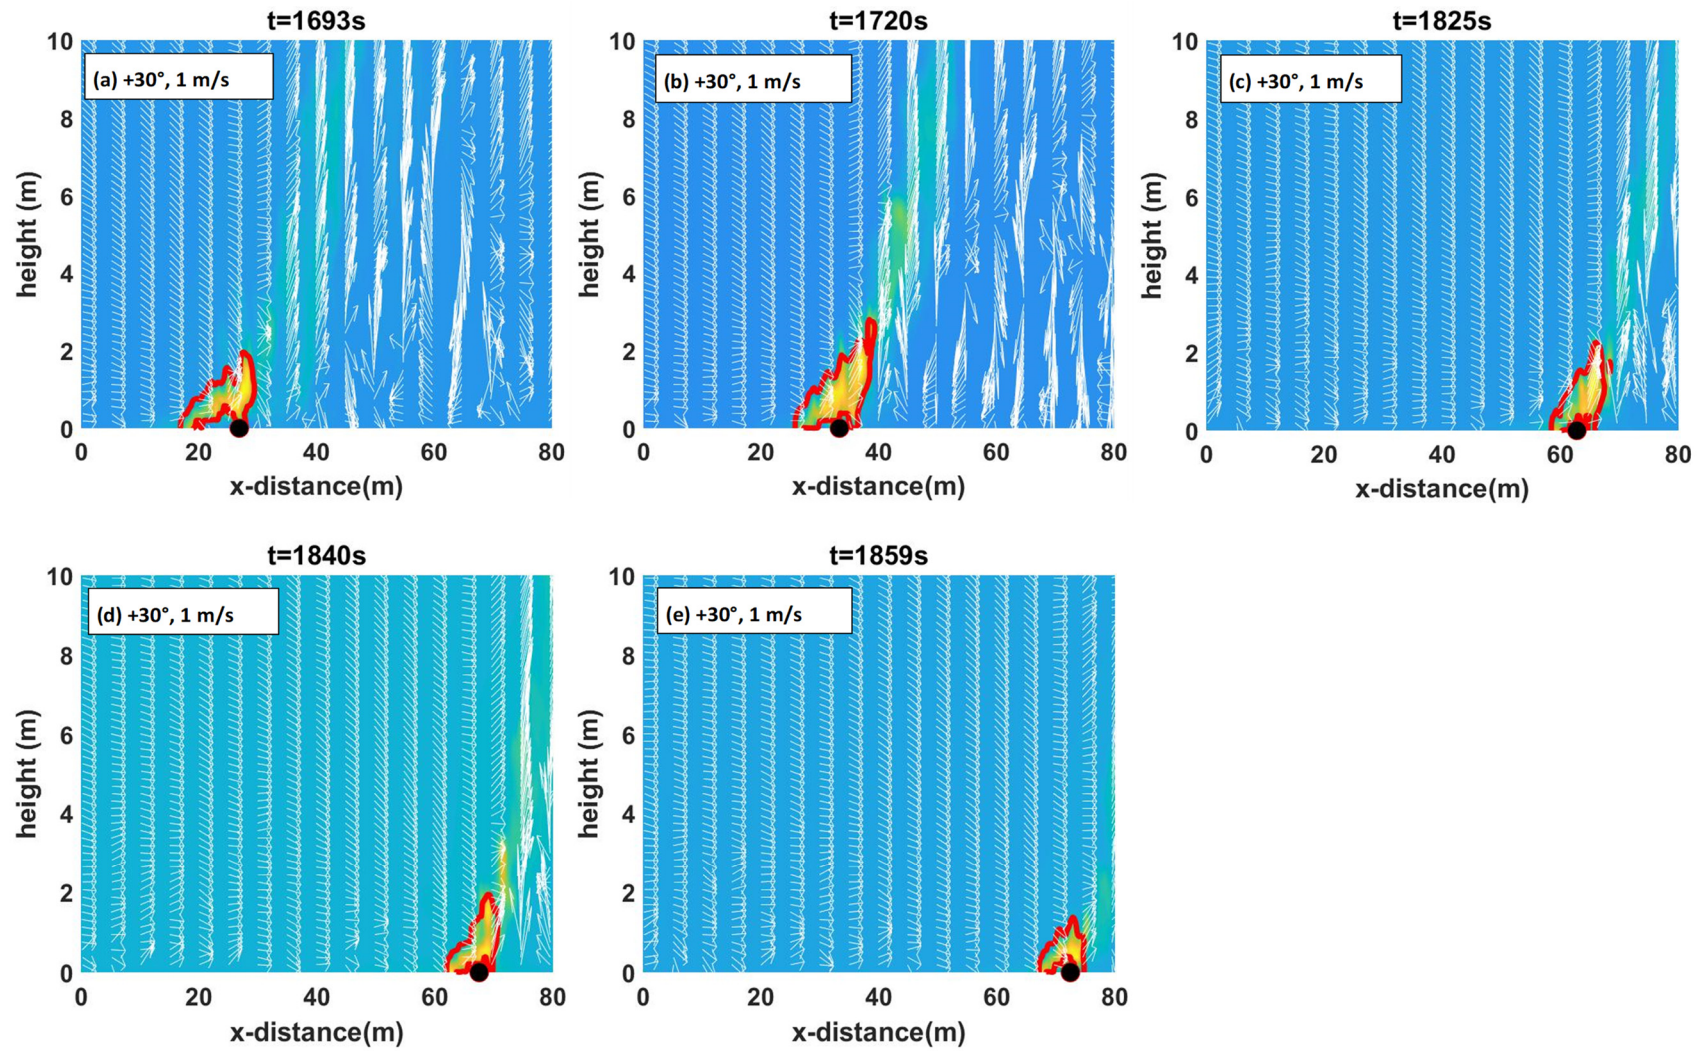 t=1693s
(a) +30°, 1 m/s
10
8
6
4
2
0
height (m)
0 20 40 60 80
x-distance(m)
t=1720s
(b) +30°, 1 m/s
10
8
6
4
2
0
height (m)
0 20 40 60 80
x-distance(m)
t=1825s
(c) +30°, 1 m/s
10
8
6
4
2
0
height (m)
0 20 40 60 80
x-distance(m)
t=1840s
(d) +30°, 1 m/s
10
8
6
4
2
0
height (m)
0 20 40 60 80
x-distance(m)
t=1859s
(e) +30°, 1 m/s
10
8
6
4
2
0
height (m)
0 20 40 60 80
x-distance(m)